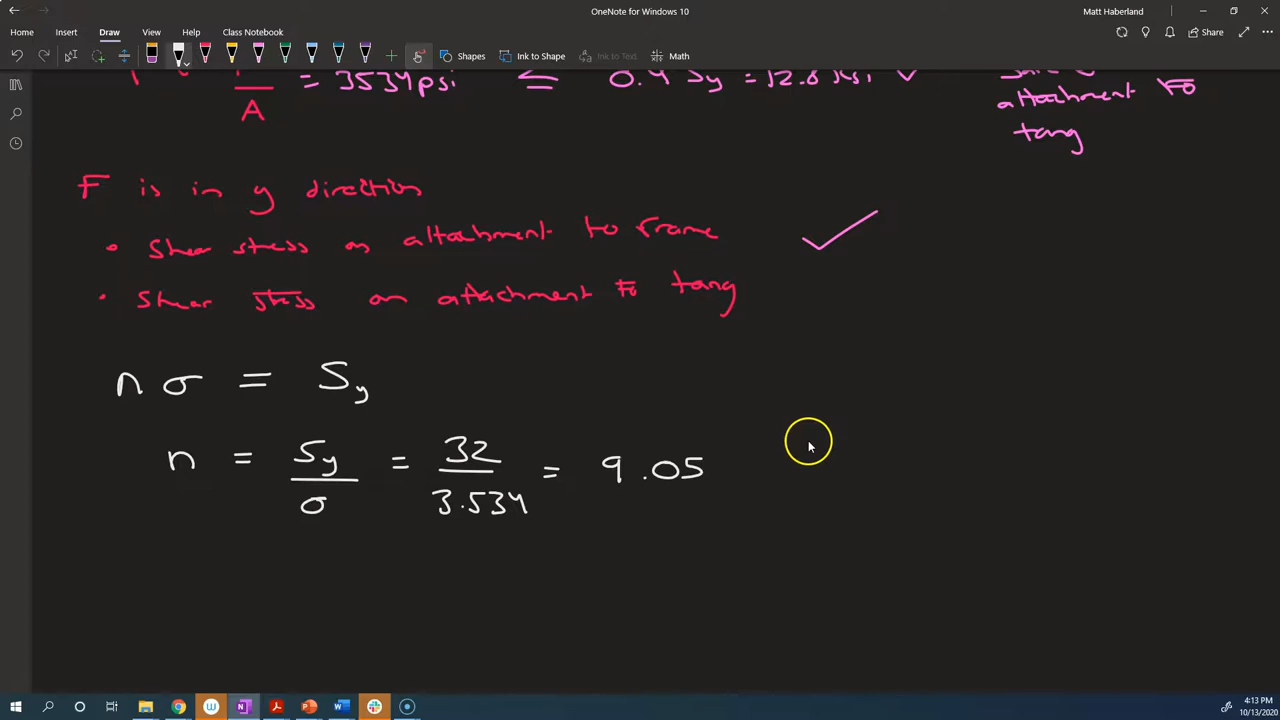 OneNote for Windows 10
Matt Haberland
Home Insert Draw View Help Class Notebook
Share
Shapes Ink to Shape Ink to Text Math
= 3534psi ≤ 0.4 Sy = 12.8 ksi ✓
A
attachment to
tang
F is in y direction
• Shear stress on attachment to frame ✓
• Shear stress on attachment to tang
n σ = Sy
n = Sy/σ = 32/3.534 = 9.05
4:13 PM
10/13/2020